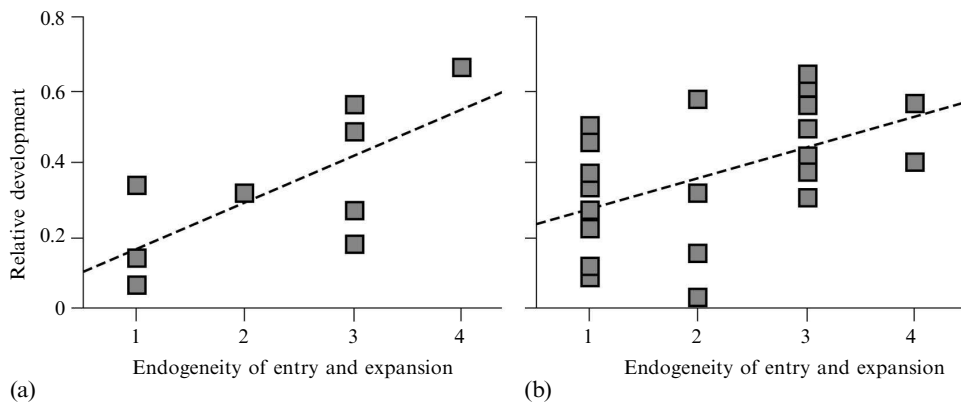 Relative development
0.8
0.6
0.4
0.2
0
1
2
3
4
Endogeneity of entry and expansion
(a)
1
2
3
4
Endogeneity of entry and expansion
(b)